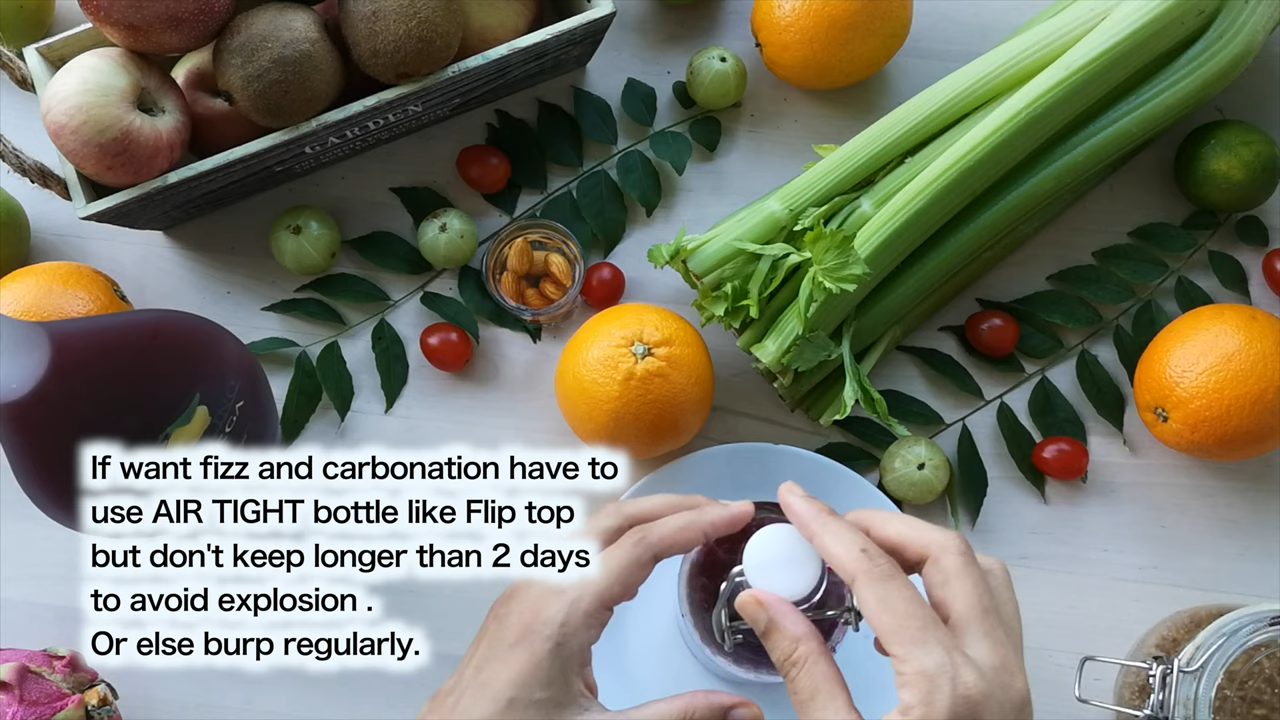 GARDEN
If want fizz and carbonation have to
use AIR TIGHT bottle like Flip top
but don't keep longer than 2 days
to avoid explosion .
Or else burp regularly.